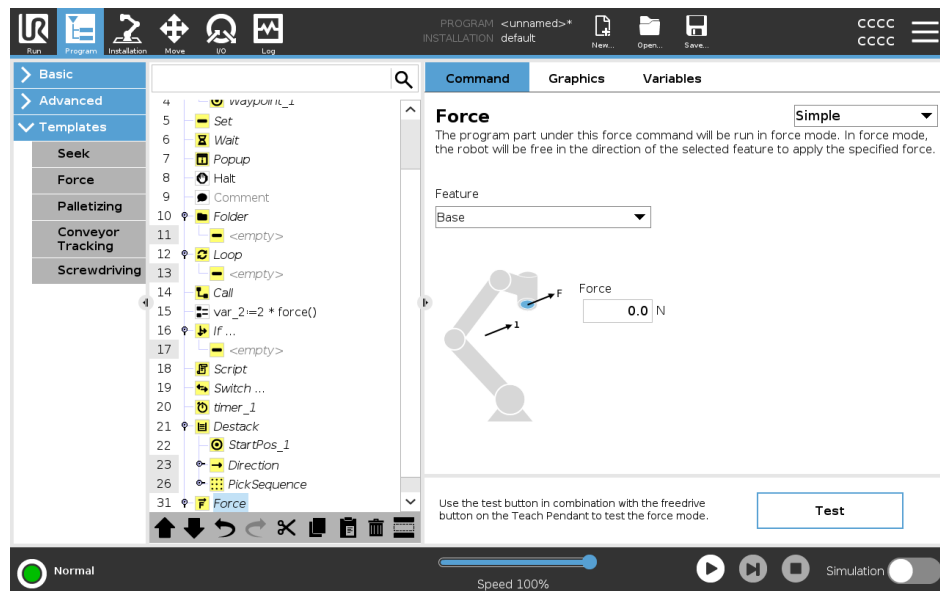 PROGRAM <unnamed>*
INSTALLATION default
UR
Run
Program
Installation
Move
I/O
Log
New...
Open...
Save...
CCCC
CCCC
Basic
Advanced
Templates
Seek
Force
Palletizing
Conveyor
Tracking
Screwdriving
4 Waypoint_1
5 Set
6 Wait
7 Popup
8 Halt
9 Comment
10 Folder
11 <empty>
12 Loop
13 <empty>
14 Call
15 var_2:=2 * force()
16 If ...
17 <empty>
18 Script
19 Switch ...
20 timer_1
21 Destack
22 StartPos_1
23 Direction
26 PickSequence
31 Force
Command
Graphics
Variables
Force
Simple
The program part under this force command will be run in force mode. In force mode,
the robot will be free in the direction of the selected feature to apply the specified force.
Feature
Base
F
1
Force
0.0 N
Use the test button in combination with the freedrive
button on the Teach Pendant to test the force mode.
Test
Normal
Speed 100%
Simulation